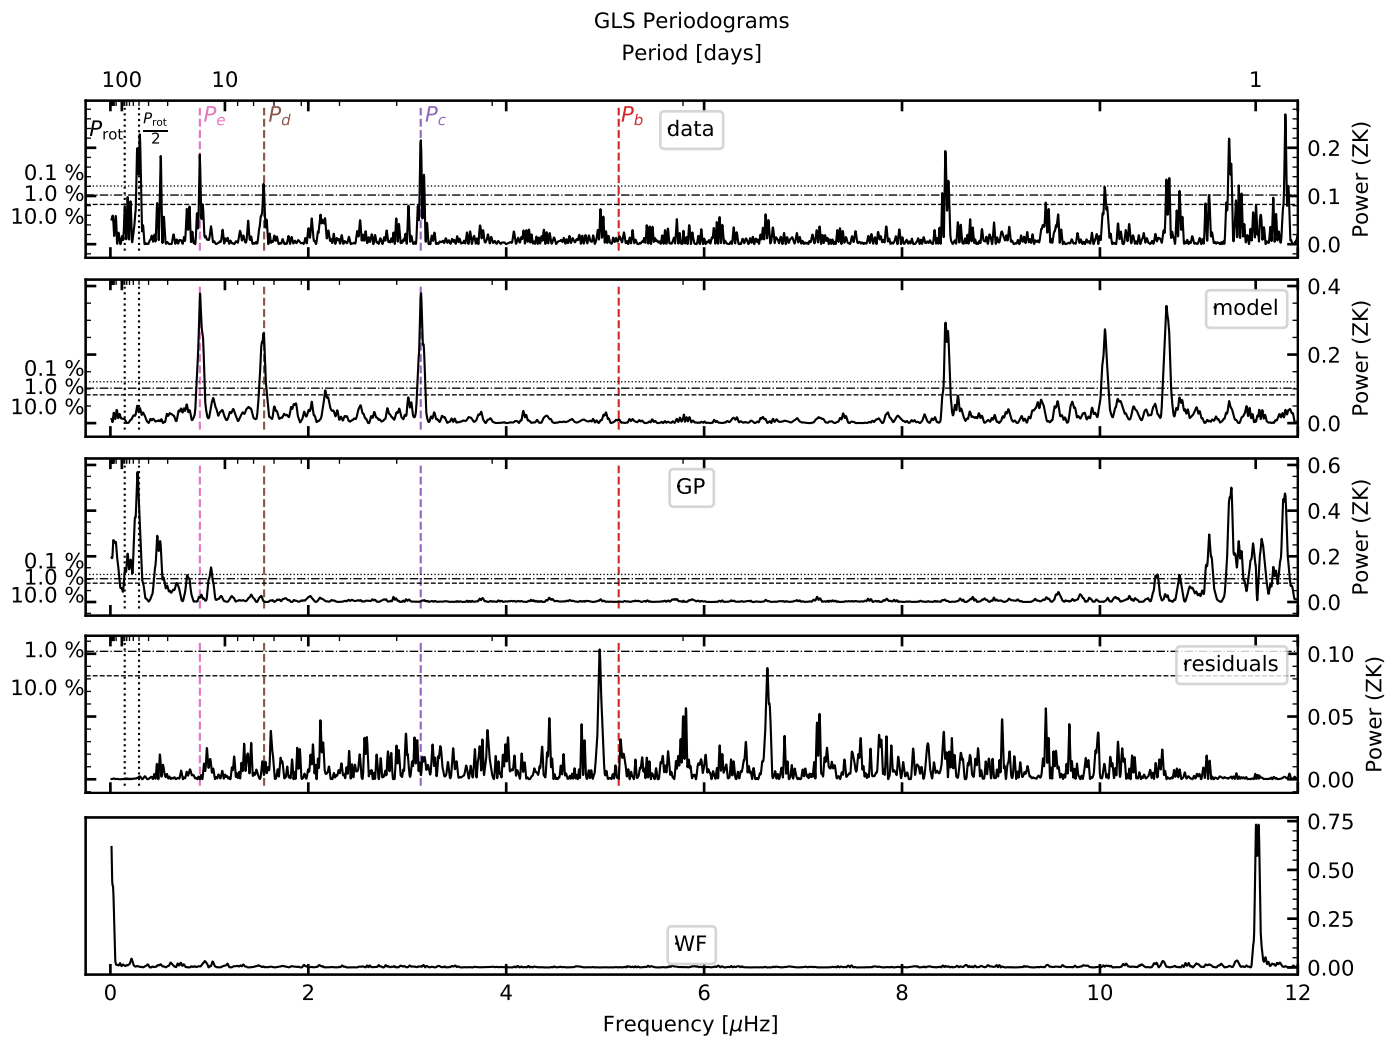 GLS Periodograms
Period [days]
100 10 1
P_rot P_rot/2 P_e P_d P_c P_b data
0.1 %
1.0 %
10.0 %
0.2
0.1
0.0
Power (ZK)
model
0.1 %
1.0 %
10.0 %
0.4
0.2
0.0
Power (ZK)
GP
0.1 %
1.0 %
10.0 %
0.6
0.4
0.2
0.0
Power (ZK)
residuals
1.0 %
10.0 %
0.10
0.05
0.00
Power (ZK)
WF
0.75
0.50
0.25
0.00
0 2 4 6 8 10 12
Frequency [μHz]